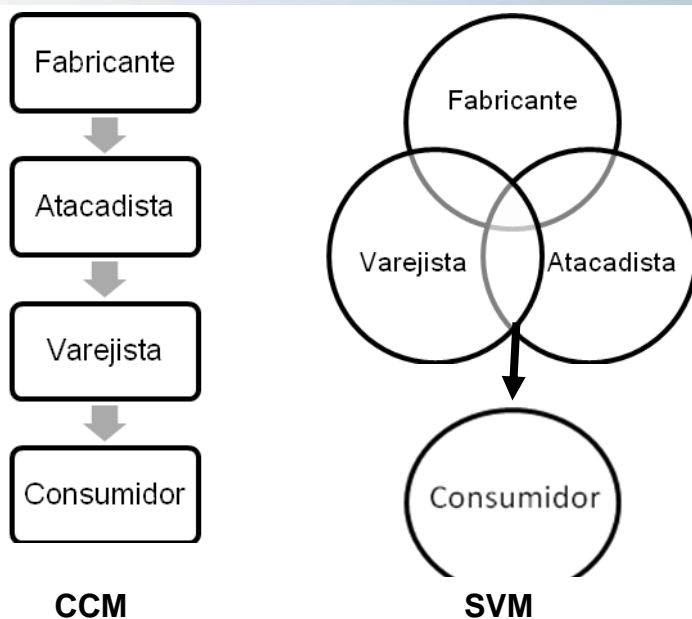 Fabricante
Atacadista
Varejista
Consumidor
CCM
Fabricante
Varejista
Atacadista
Consumidor
SVM